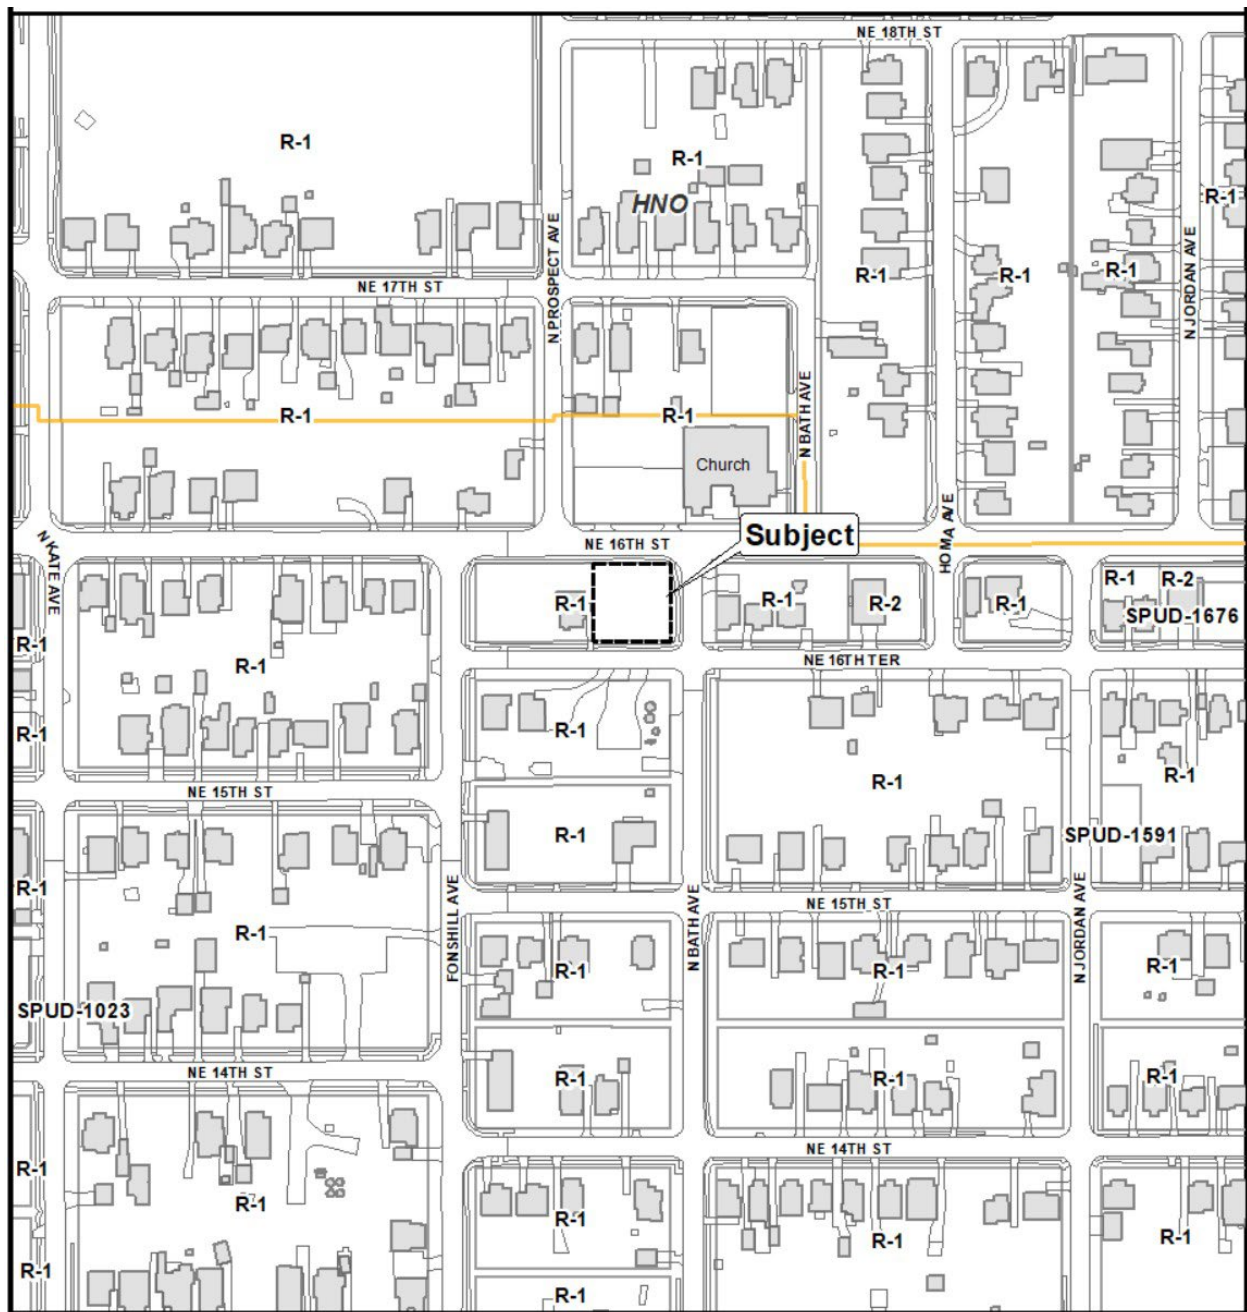 NE 18TH ST
R-1
R-1
HNO
R-1
N PROSPECT AVE
R-1
R-1
R-1
N JORDAN AVE
NE 17TH ST
R-1
R-1
N BATH AVE
Church
Subject
NE 16TH ST
HOMA AVE
N KATE AVE
R-1
R-1
R-2
R-1
R-1
R-2
SPUD-1676
R-1
R-1
NE 16TH TER
R-1
R-1
R-1
R-1
NE 15TH ST
R-1
SPUD-1591
R-1
FONSHILL AVE
N BATH AVE
NE 15TH ST
N JORDAN AVE
R-1
R-1
R-1
R-1
SPUD-1023
NE 14TH ST
R-1
R-1
R-1
NE 14TH ST
R-1
R-1
R-1
R-1
R-1
R-1
R-1